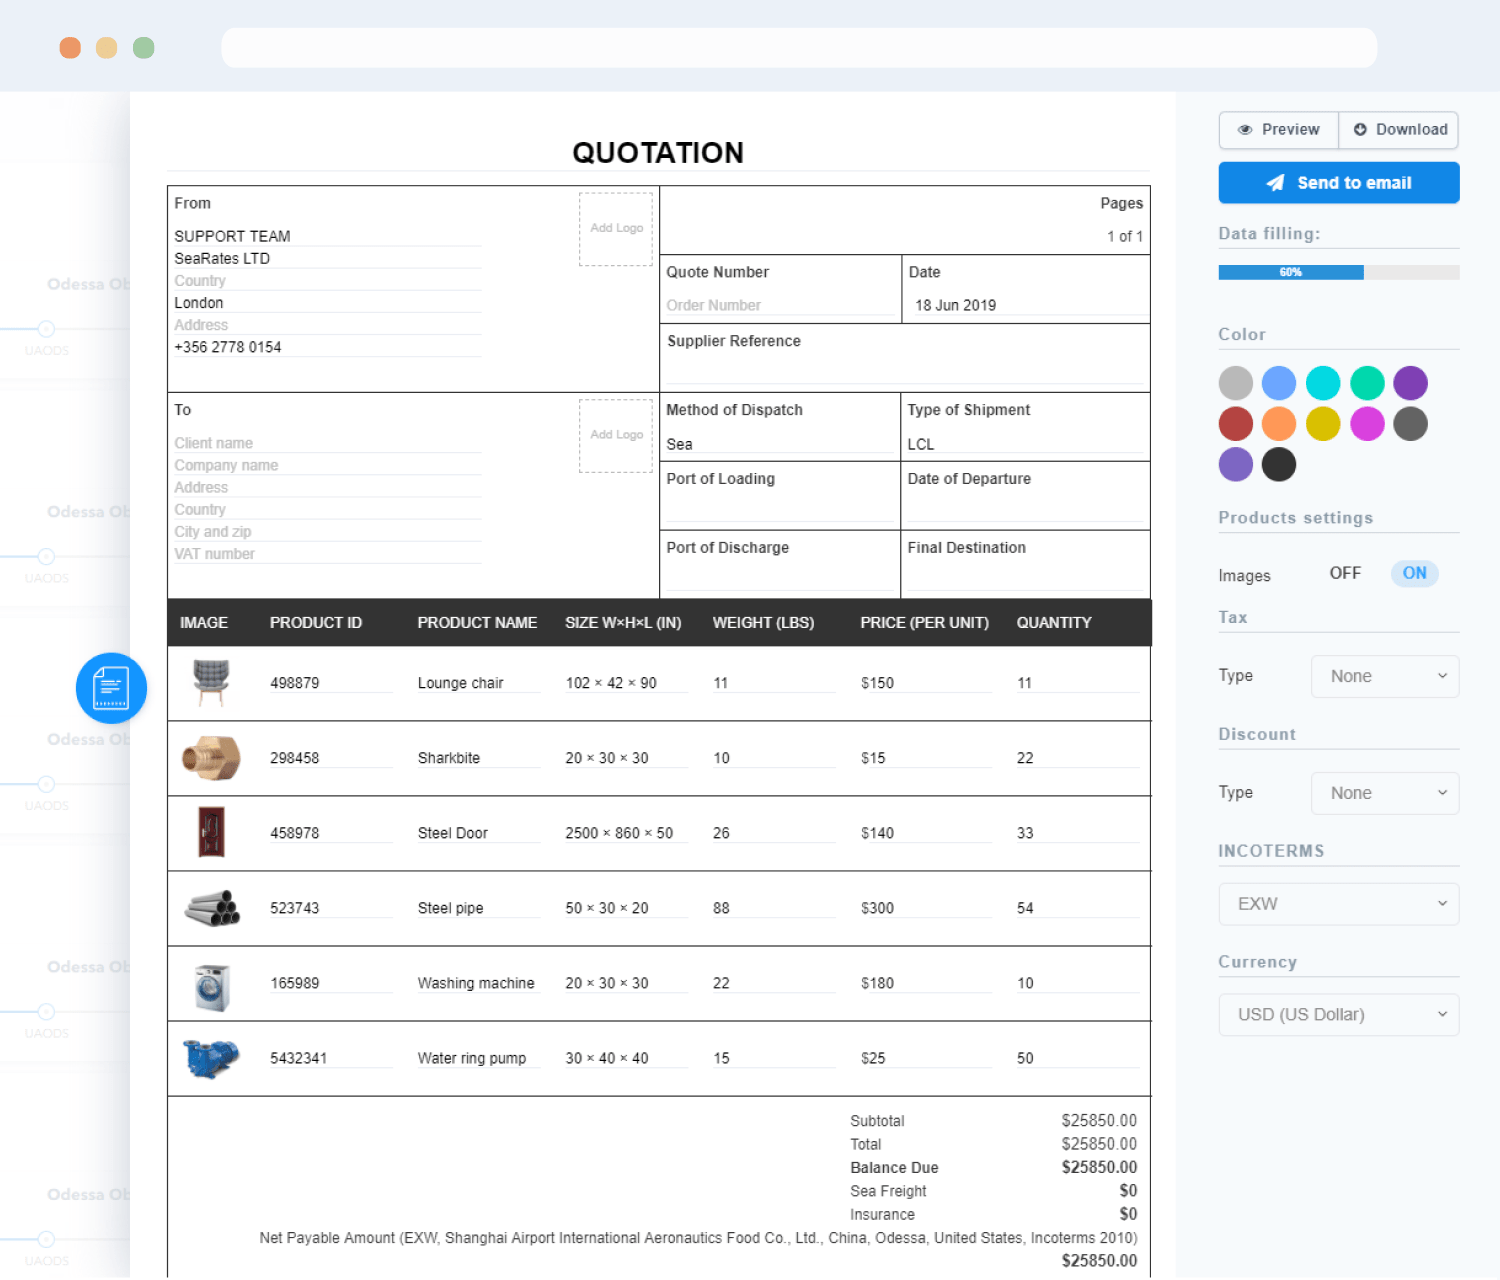 Preview
Download
QUOTATION
Send to email
From
Add Logo
Pages
SUPPORT TEAM
1 of 1
SeaRates LTD
Country
Quote Number
Date
London
Order Number
18 Jun 2019
Address
+356 2778 0154
Supplier Reference
To
Add Logo
Method of Dispatch
Type of Shipment
Client name
Sea
LCL
Company name
Address
Port of Loading
Date of Departure
Country
City and zip
VAT number
Port of Discharge
Final Destination
IMAGE PRODUCT ID PRODUCT NAME SIZE W×H×L (IN) WEIGHT (LBS) PRICE (PER UNIT) QUANTITY
498879 Lounge chair 102 × 42 × 90 11 $150 11
298458 Sharkbite 20 × 30 × 30 10 $15 22
458978 Steel Door 2500 × 860 × 50 26 $140 33
523743 Steel pipe 50 × 30 × 20 88 $300 54
165989 Washing machine 20 × 30 × 30 22 $180 10
5432341 Water ring pump 30 × 40 × 40 15 $25 50
Subtotal $25850.00
Total $25850.00
Balance Due $25850.00
Sea Freight $0
Insurance $0
Net Payable Amount (EXW, Shanghai Airport International Aeronautics Food Co., Ltd., China, Odessa, United States, Incoterms 2010)
$25850.00
Data filling:
60%
Color
Products settings
Images OFF ON
Tax
Type None
Discount
Type None
INCOTERMS
EXW
Currency
USD (US Dollar)
Odessa Ob
UAODS
Odessa Ob
UAODS
Odessa Ob
UAODS
Odessa Ob
UAODS
Odessa Ob
UAODS